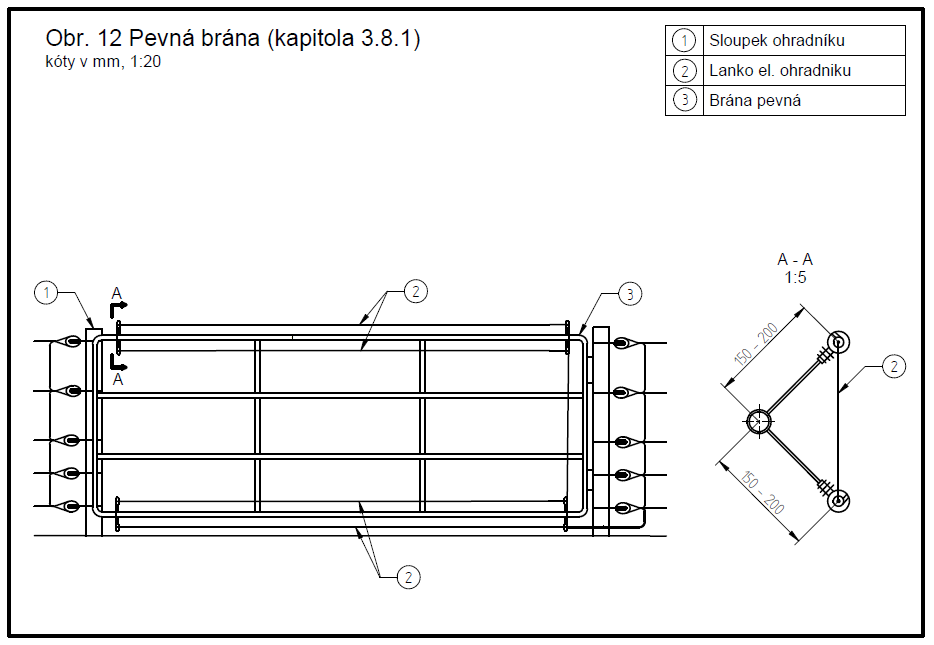 Obr. 12 Pevná brána (kapitola 3.8.1)
kóty v mm, 1:20
1 Sloupek ohradníku
2 Lanko el. ohradniku
3 Brána pevná
A - A
1:5
1
A
2
3
A
150 - 200
2
150 - 200
2